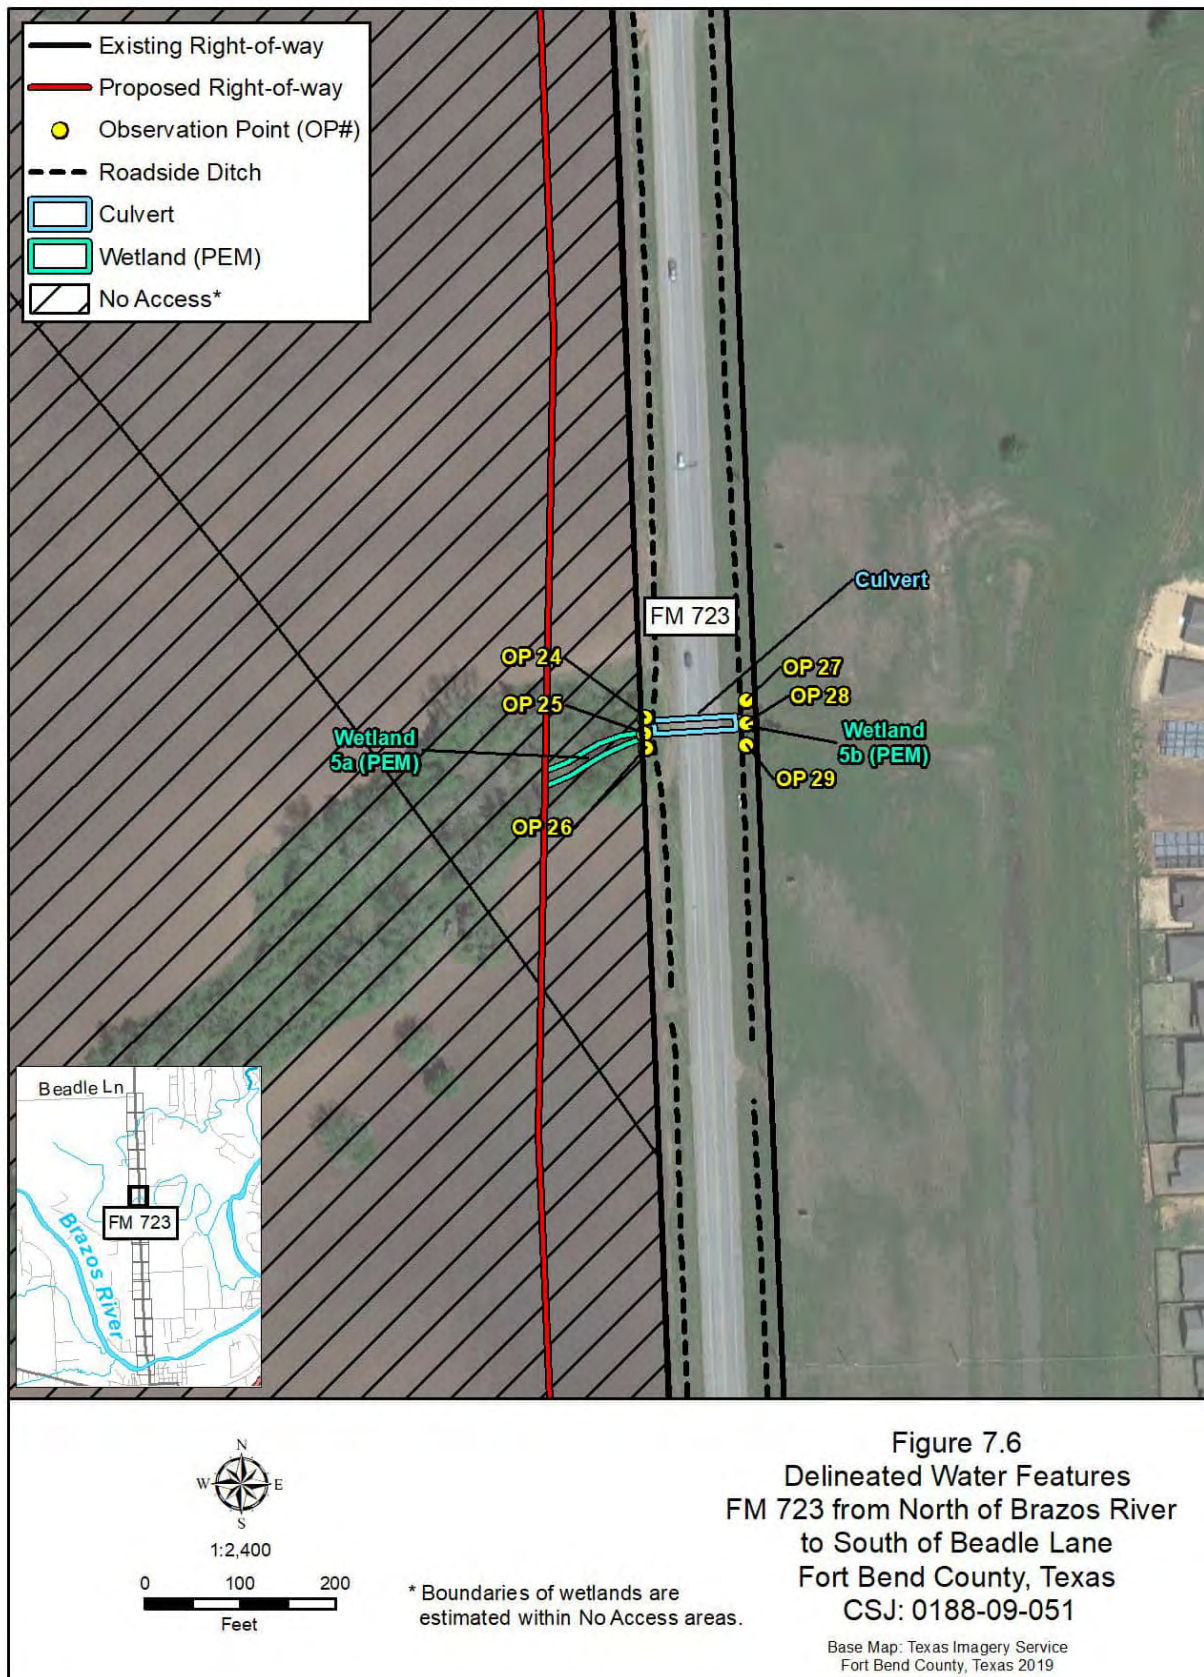 Existing Right-of-way
Proposed Right-of-way
Observation Point (OP#)
Roadside Ditch
Culvert
Wetland (PEM)
No Access*
Culvert
FM 723
OP 24
OP 27
OP 25
OP 28
Wetland
5a (PEM)
Wetland
5b (PEM)
OP 29
OP 26
Beadle Ln
FM 723
Brazos River
N
W
E
S
1:2,400
0 100 200
Feet
* Boundaries of wetlands are
estimated within No Access areas.
Figure 7.6
Delineated Water Features
FM 723 from North of Brazos River
to South of Beadle Lane
Fort Bend County, Texas
CSJ: 0188-09-051
Base Map: Texas Imagery Service
Fort Bend County, Texas 2019